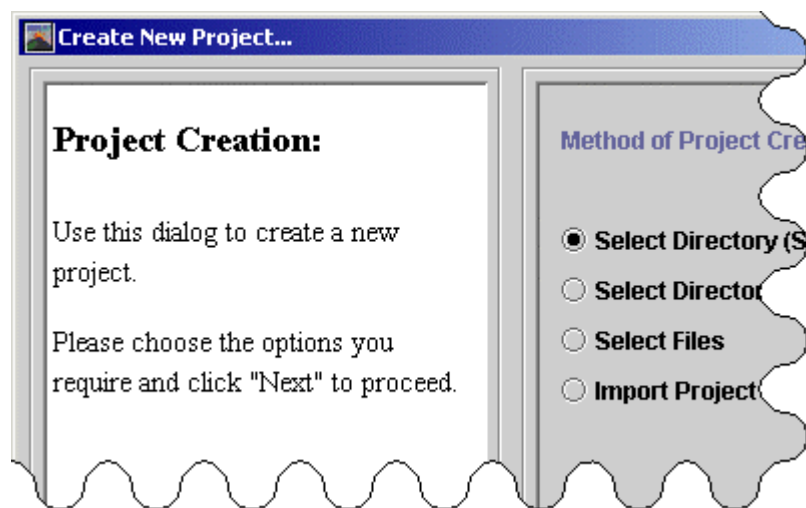 Create New Project...
Project Creation:
Use this dialog to create a new
project.
Please choose the options you
require and click "Next" to proceed.
Method of Project Cre
Select Directory (S
Select Director
Select Files
Import Project